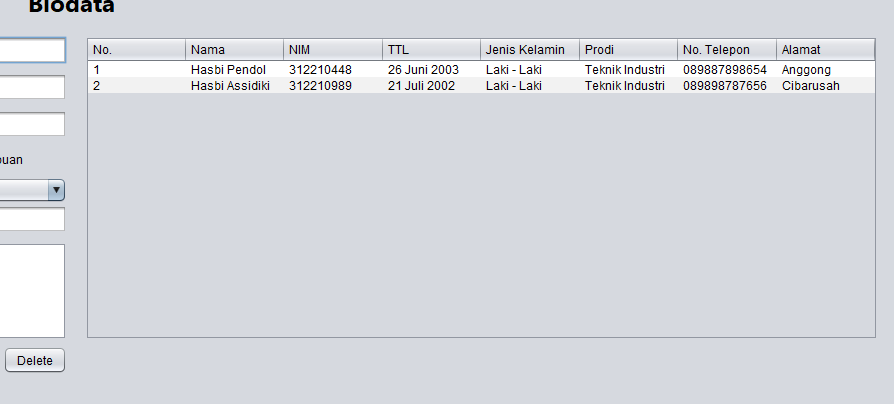 Biodata
No. Nama NIM TTL Jenis Kelamin Prodi No. Telepon Alamat
1 Hasbi Pendol 312210448 26 Juni 2003 Laki - Laki Teknik Industri 089887898654 Anggong
2 Hasbi Assidiki 312210989 21 Juli 2002 Laki - Laki Teknik Industri 089898787656 Cibarusah
puan
Delete